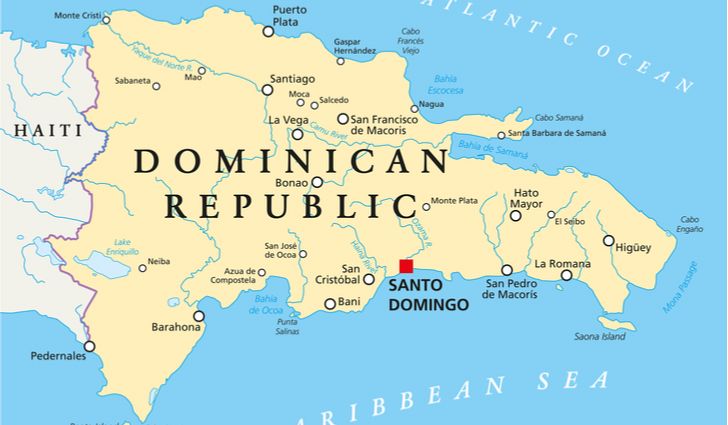 ATLANTIC OCEAN
Monte Cristi
Puerto
Plata
Cabo
Francés
Viejo
Gaspar
Hernández
Yaque del Norte R.
Mao
Sabaneta
Santiago
Bahía
Escocesa
Moca
Salcedo
Nagua
HAITI
La Vega
Camu River
San Francisco
de Macoris
Cabo Samaná
Santa Barbara de Samaná
Bahía de Samaná
DOMINICAN
REPUBLIC
Bonao
Monte Plata
Hato
Mayor
El Seibo
Cabo
Engaño
Ozama R.
Higüey
Lake
Enriquillo
Neiba
San José
de Ocoa
Haina River
Azua de
Compostela
San
Cristóbal
SANTO
DOMINGO
La Romana
San Pedro
de Macorís
Mona Passage
Bahía
de Ocoa
Bani
Barahona
Punta
Salinas
Saona Island
Pedernales
ARIBBEAN SEA